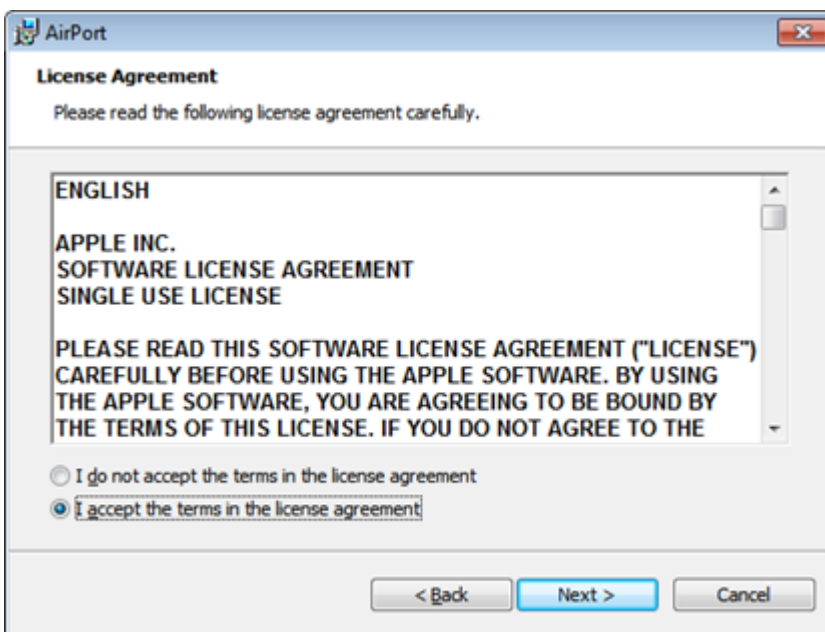 AirPort
License Agreement
Please read the following license agreement carefully.
ENGLISH
APPLE INC.
SOFTWARE LICENSE AGREEMENT
SINGLE USE LICENSE
PLEASE READ THIS SOFTWARE LICENSE AGREEMENT ("LICENSE")
CAREFULLY BEFORE USING THE APPLE SOFTWARE. BY USING
THE APPLE SOFTWARE, YOU ARE AGREEING TO BE BOUND BY
THE TERMS OF THIS LICENSE. IF YOU DO NOT AGREE TO THE
I do not accept the terms in the license agreement
I accept the terms in the license agreement
< Back
Next >
Cancel